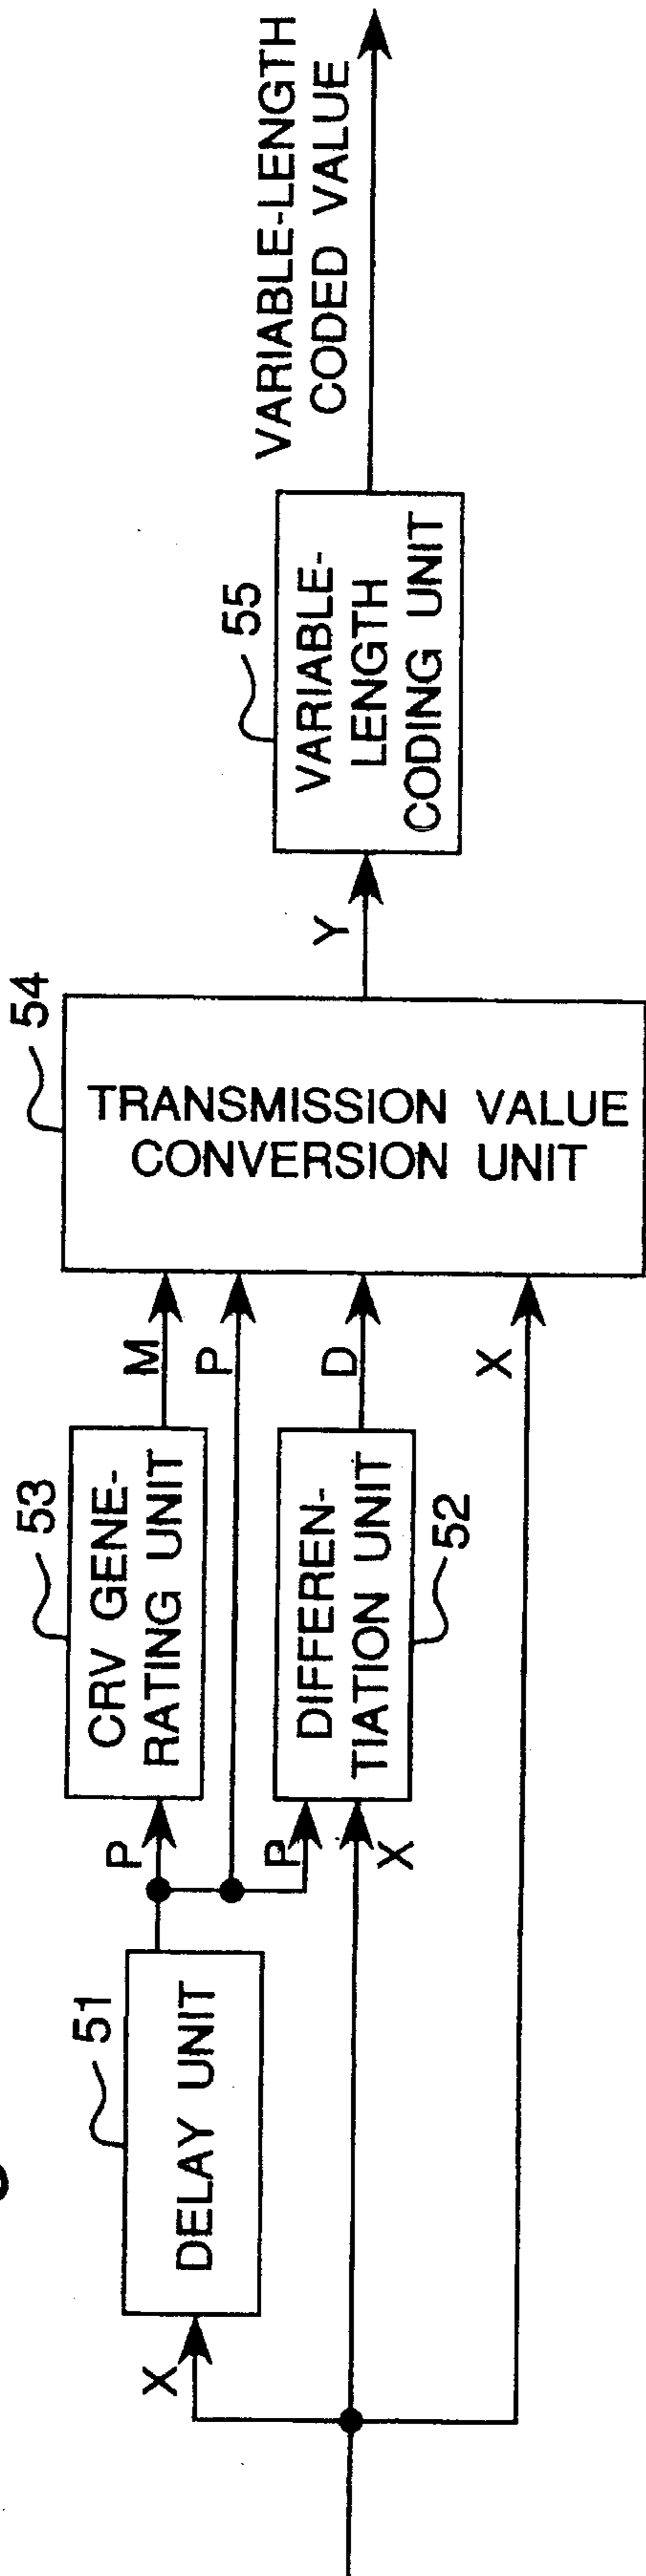 X
51
DELAY UNIT
P
P
X
53
CRV GENE-
RATING UNIT
DIFFEREN-
TIATION UNIT
52
M
P
D
X
54
TRANSMISSION VALUE
CONVERSION UNIT
Y
55
VARIABLE-
LENGTH
CODING UNIT
VARIABLE-LENGTH
CODED VALUE